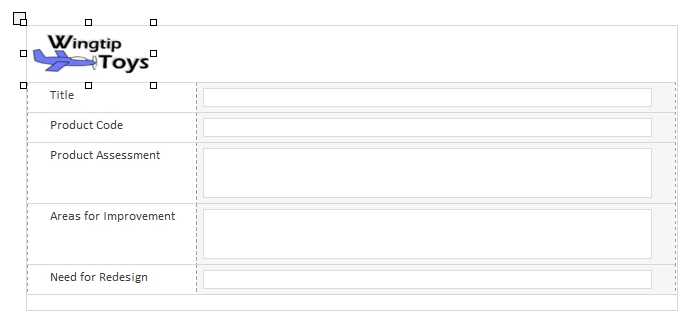 Wingtip
Toys
Title
Product Code
Product Assessment
Areas for Improvement
Need for Redesign